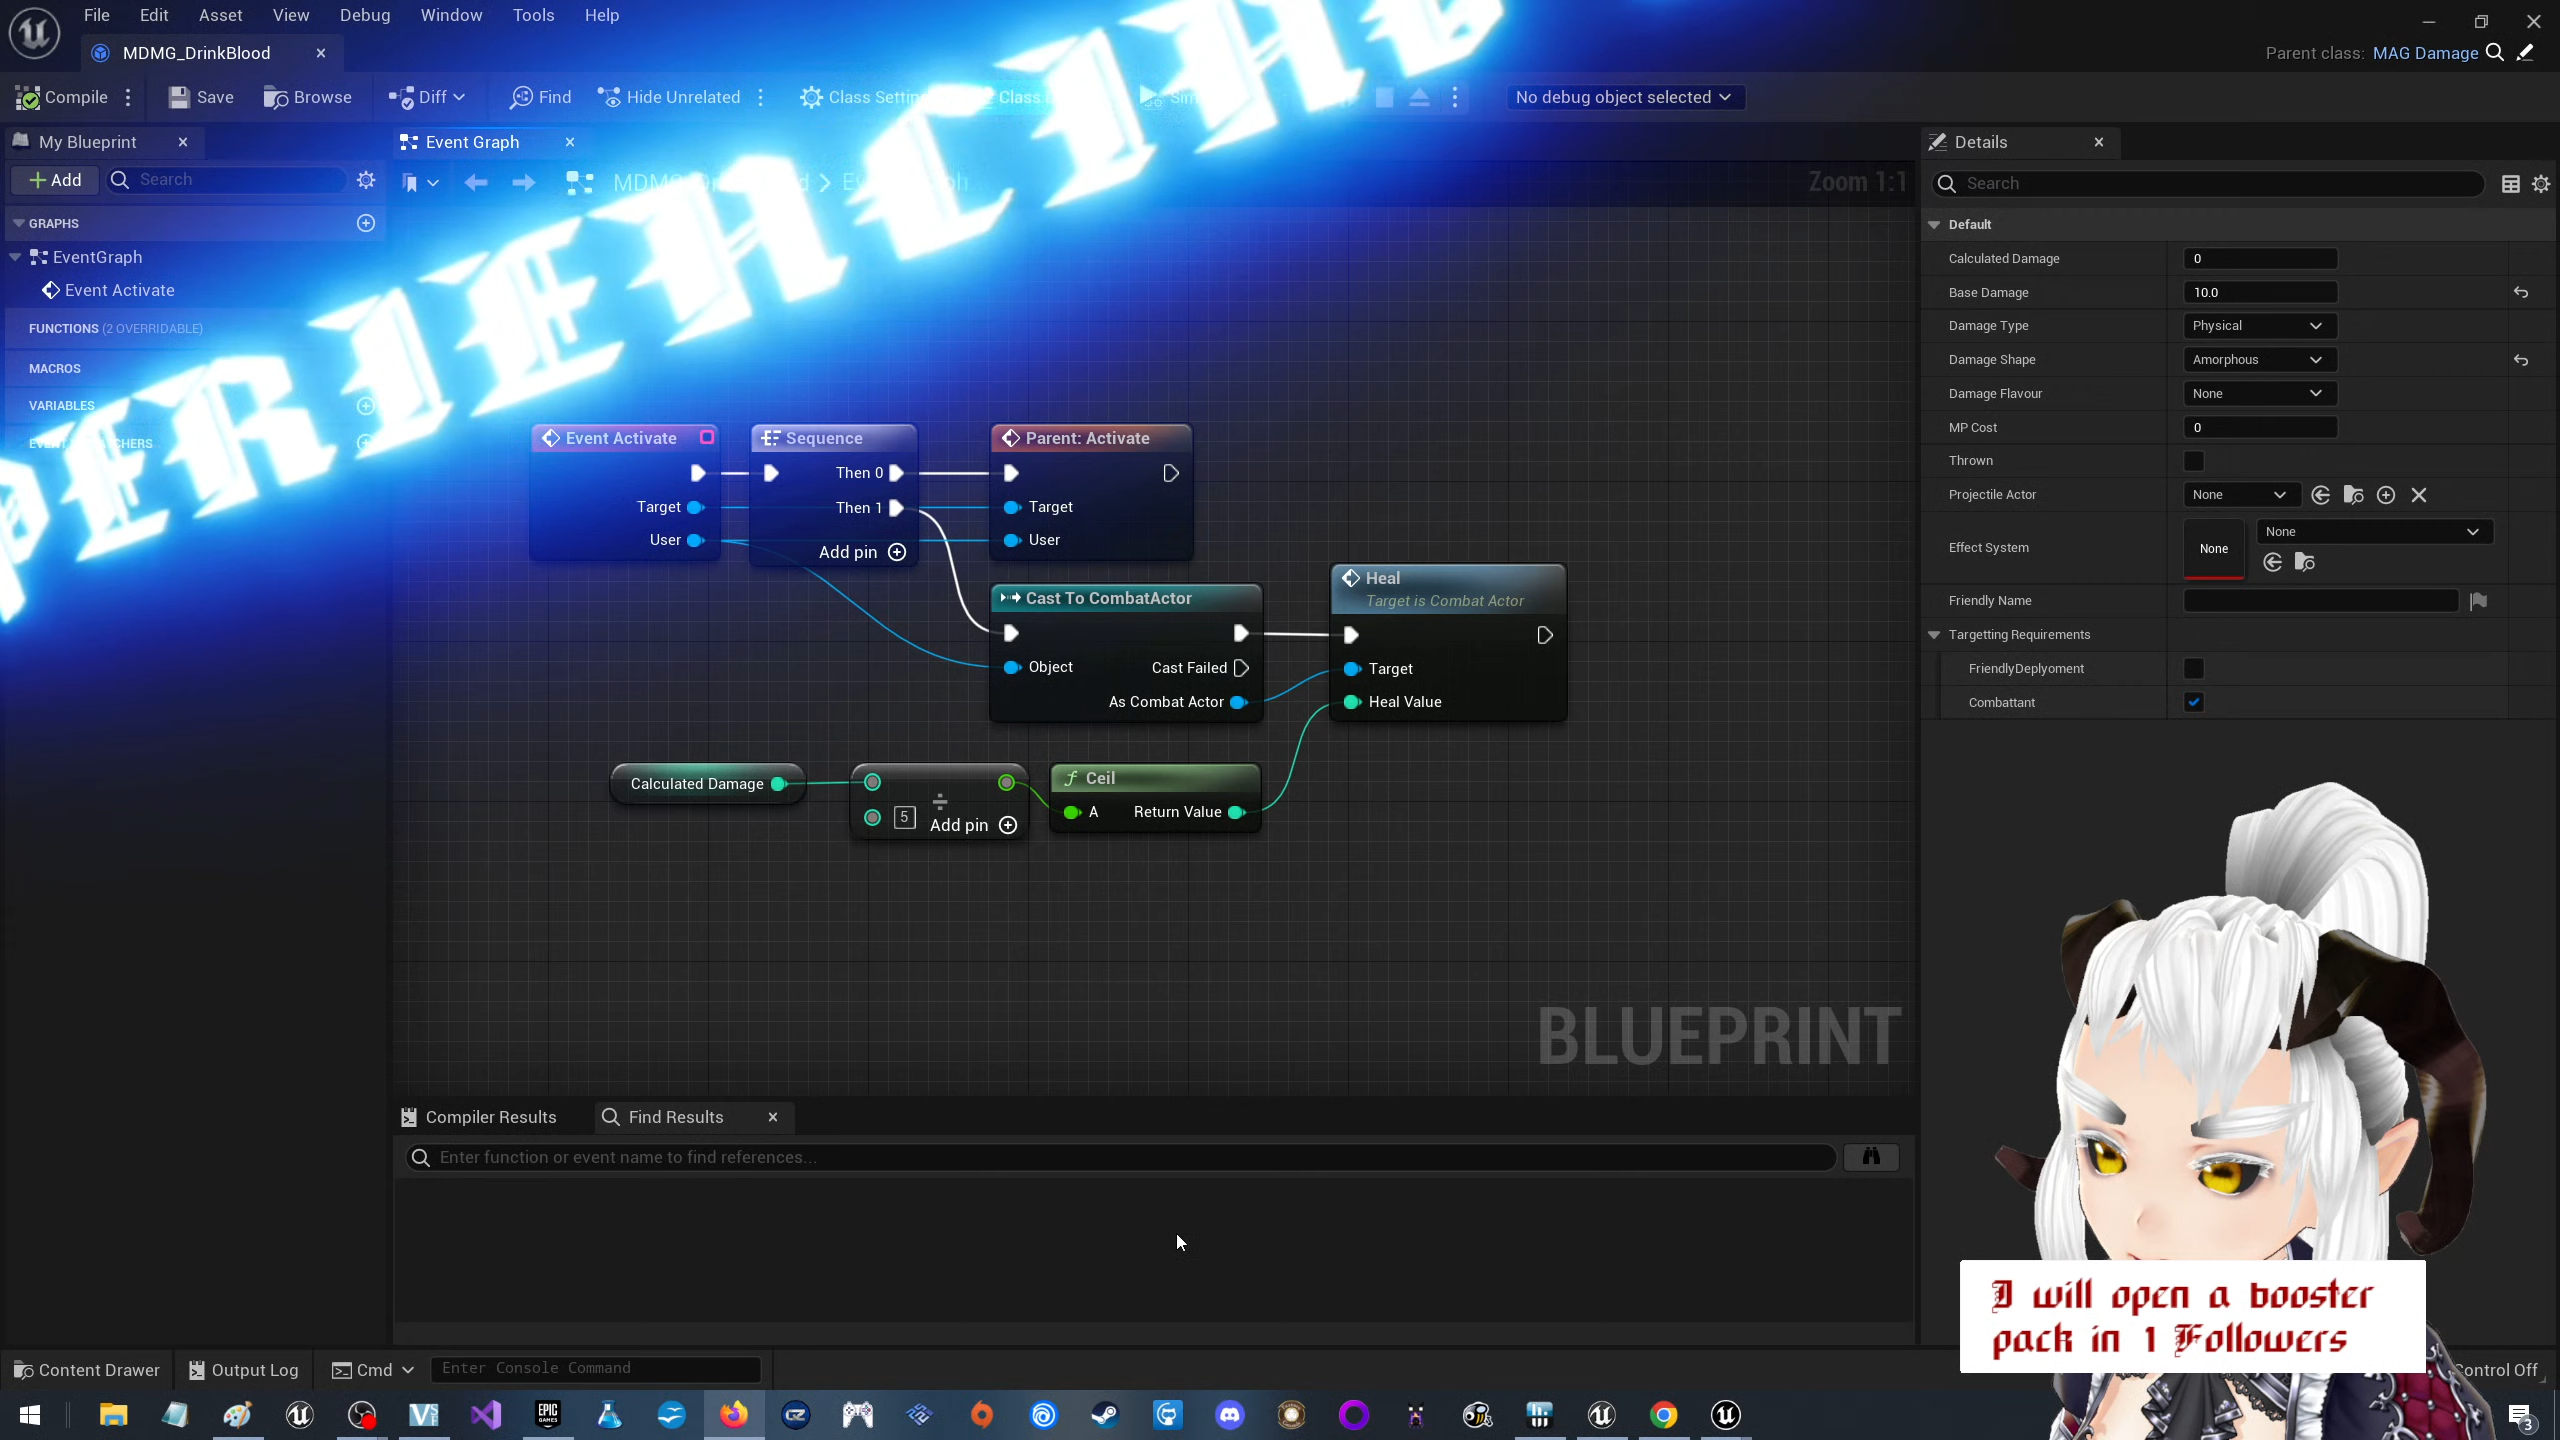 File Edit Asset View Debug Window Tools Help
MDMG_DrinkBlood
Parent class: MAG Damage
Compile Save Browse Diff Find Hide Unrelated
No debug object selected
My Blueprint
Event Graph
Details
Add Search
Zoom 1:1
Search
GRAPHS
EventGraph
Event Activate
FUNCTIONS (2 OVERRIDABLE)
MACROS
VARIABLES
Event Activate
Target
User
Sequence
Then 0
Then 1
Add pin
Parent: Activate
Target
User
Cast To CombatActor
Object
Cast Failed
As Combat Actor
Heal
Target is Combat Actor
Target
Heal Value
Calculated Damage
÷
5
Add pin
Ceil
A Return Value
BLUEPRINT
Default
Calculated Damage 0
Base Damage 10.0
Damage Type Physical
Damage Shape Amorphous
Damage Flavour None
MP Cost 0
Thrown
Projectile Actor None
Effect System None None
Friendly Name
Targetting Requirements
FriendlyDeplyoment
Combattant
Compiler Results Find Results
Enter function or event name to find references...
I will open a booster
pack in 1 Followers
Content Drawer Output Log Cmd Enter Console Command
Control Off
EPIC GAMES
3